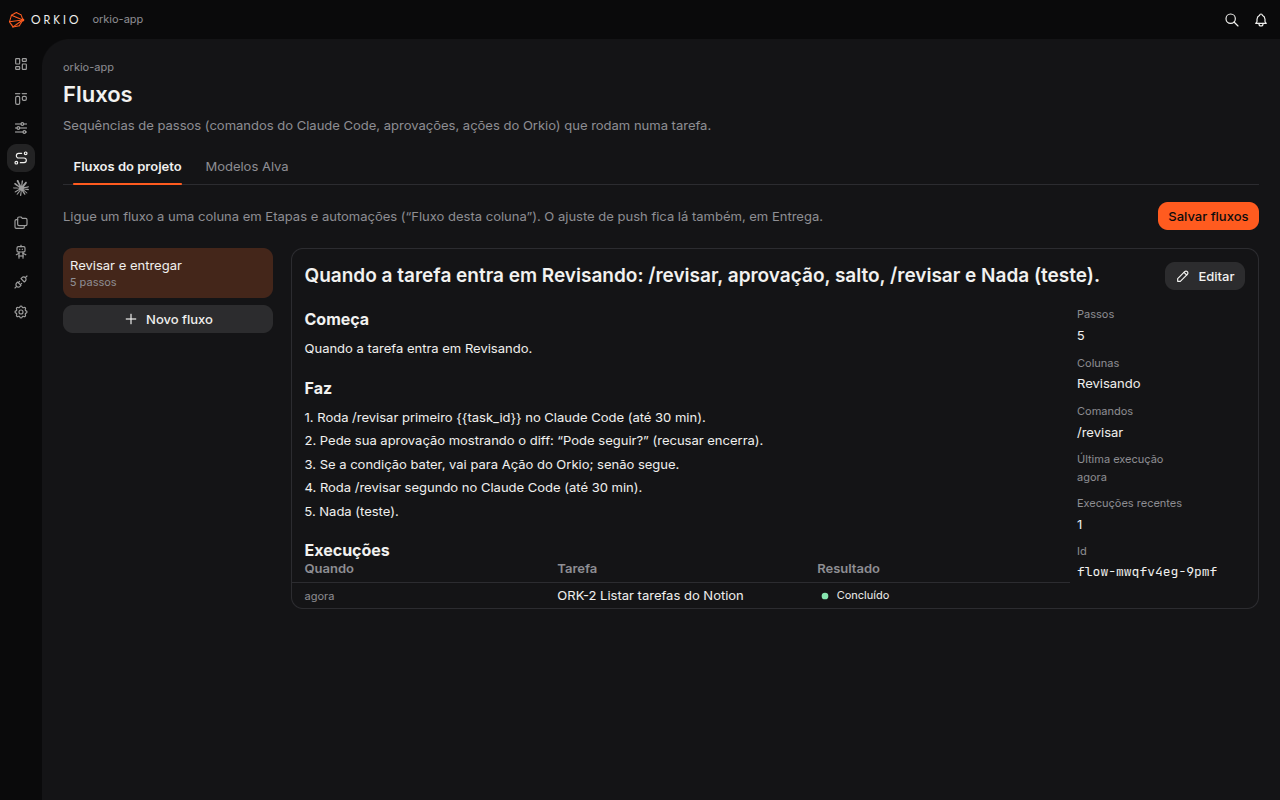 ORKIO orkio-app
orkio-app
Fluxos
Sequências de passos (comandos do Claude Code, aprovações, ações do Orkio) que rodam numa tarefa.
Fluxos do projeto Modelos Alva
Ligue um fluxo a uma coluna em Etapas e automações (“Fluxo desta coluna”). O ajuste de push fica lá também, em Entrega.
Salvar fluxos
Revisar e entregar
5 passos
Novo fluxo
Quando a tarefa entra em Revisando: /revisar, aprovação, salto, /revisar e Nada (teste).
Editar
Começa
Quando a tarefa entra em Revisando.
Faz
1. Roda /revisar primeiro {{task_id}} no Claude Code (até 30 min).
2. Pede sua aprovação mostrando o diff: “Pode seguir?” (recusar encerra).
3. Se a condição bater, vai para Ação do Orkio; senão segue.
4. Roda /revisar segundo no Claude Code (até 30 min).
5. Nada (teste).
Execuções
Quando Tarefa Resultado
agora ORK-2 Listar tarefas do Notion Concluído
Passos
5
Colunas
Revisando
Comandos
/revisar
Última execução
agora
Execuções recentes
1
Id
flow-mwqfv4eg-9pmf